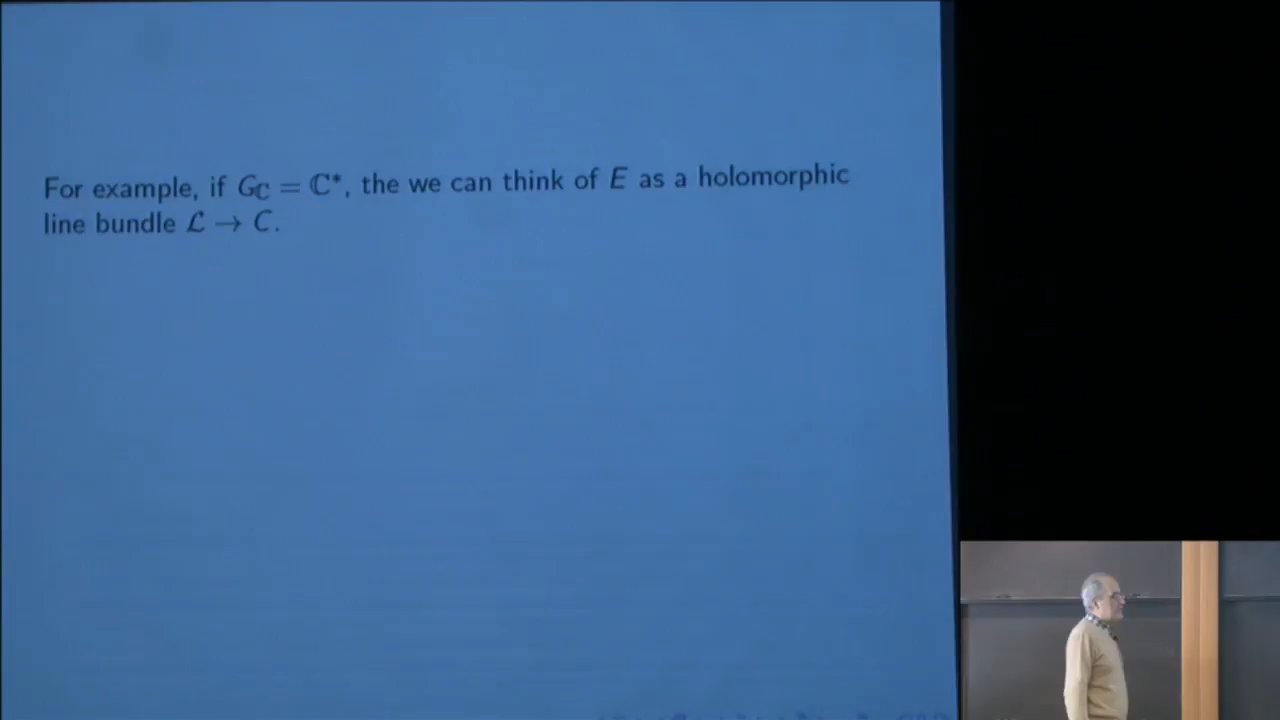 For example, if G_ℂ = ℂ*, the we can think of E as a holomorphic
line bundle ℒ → C.